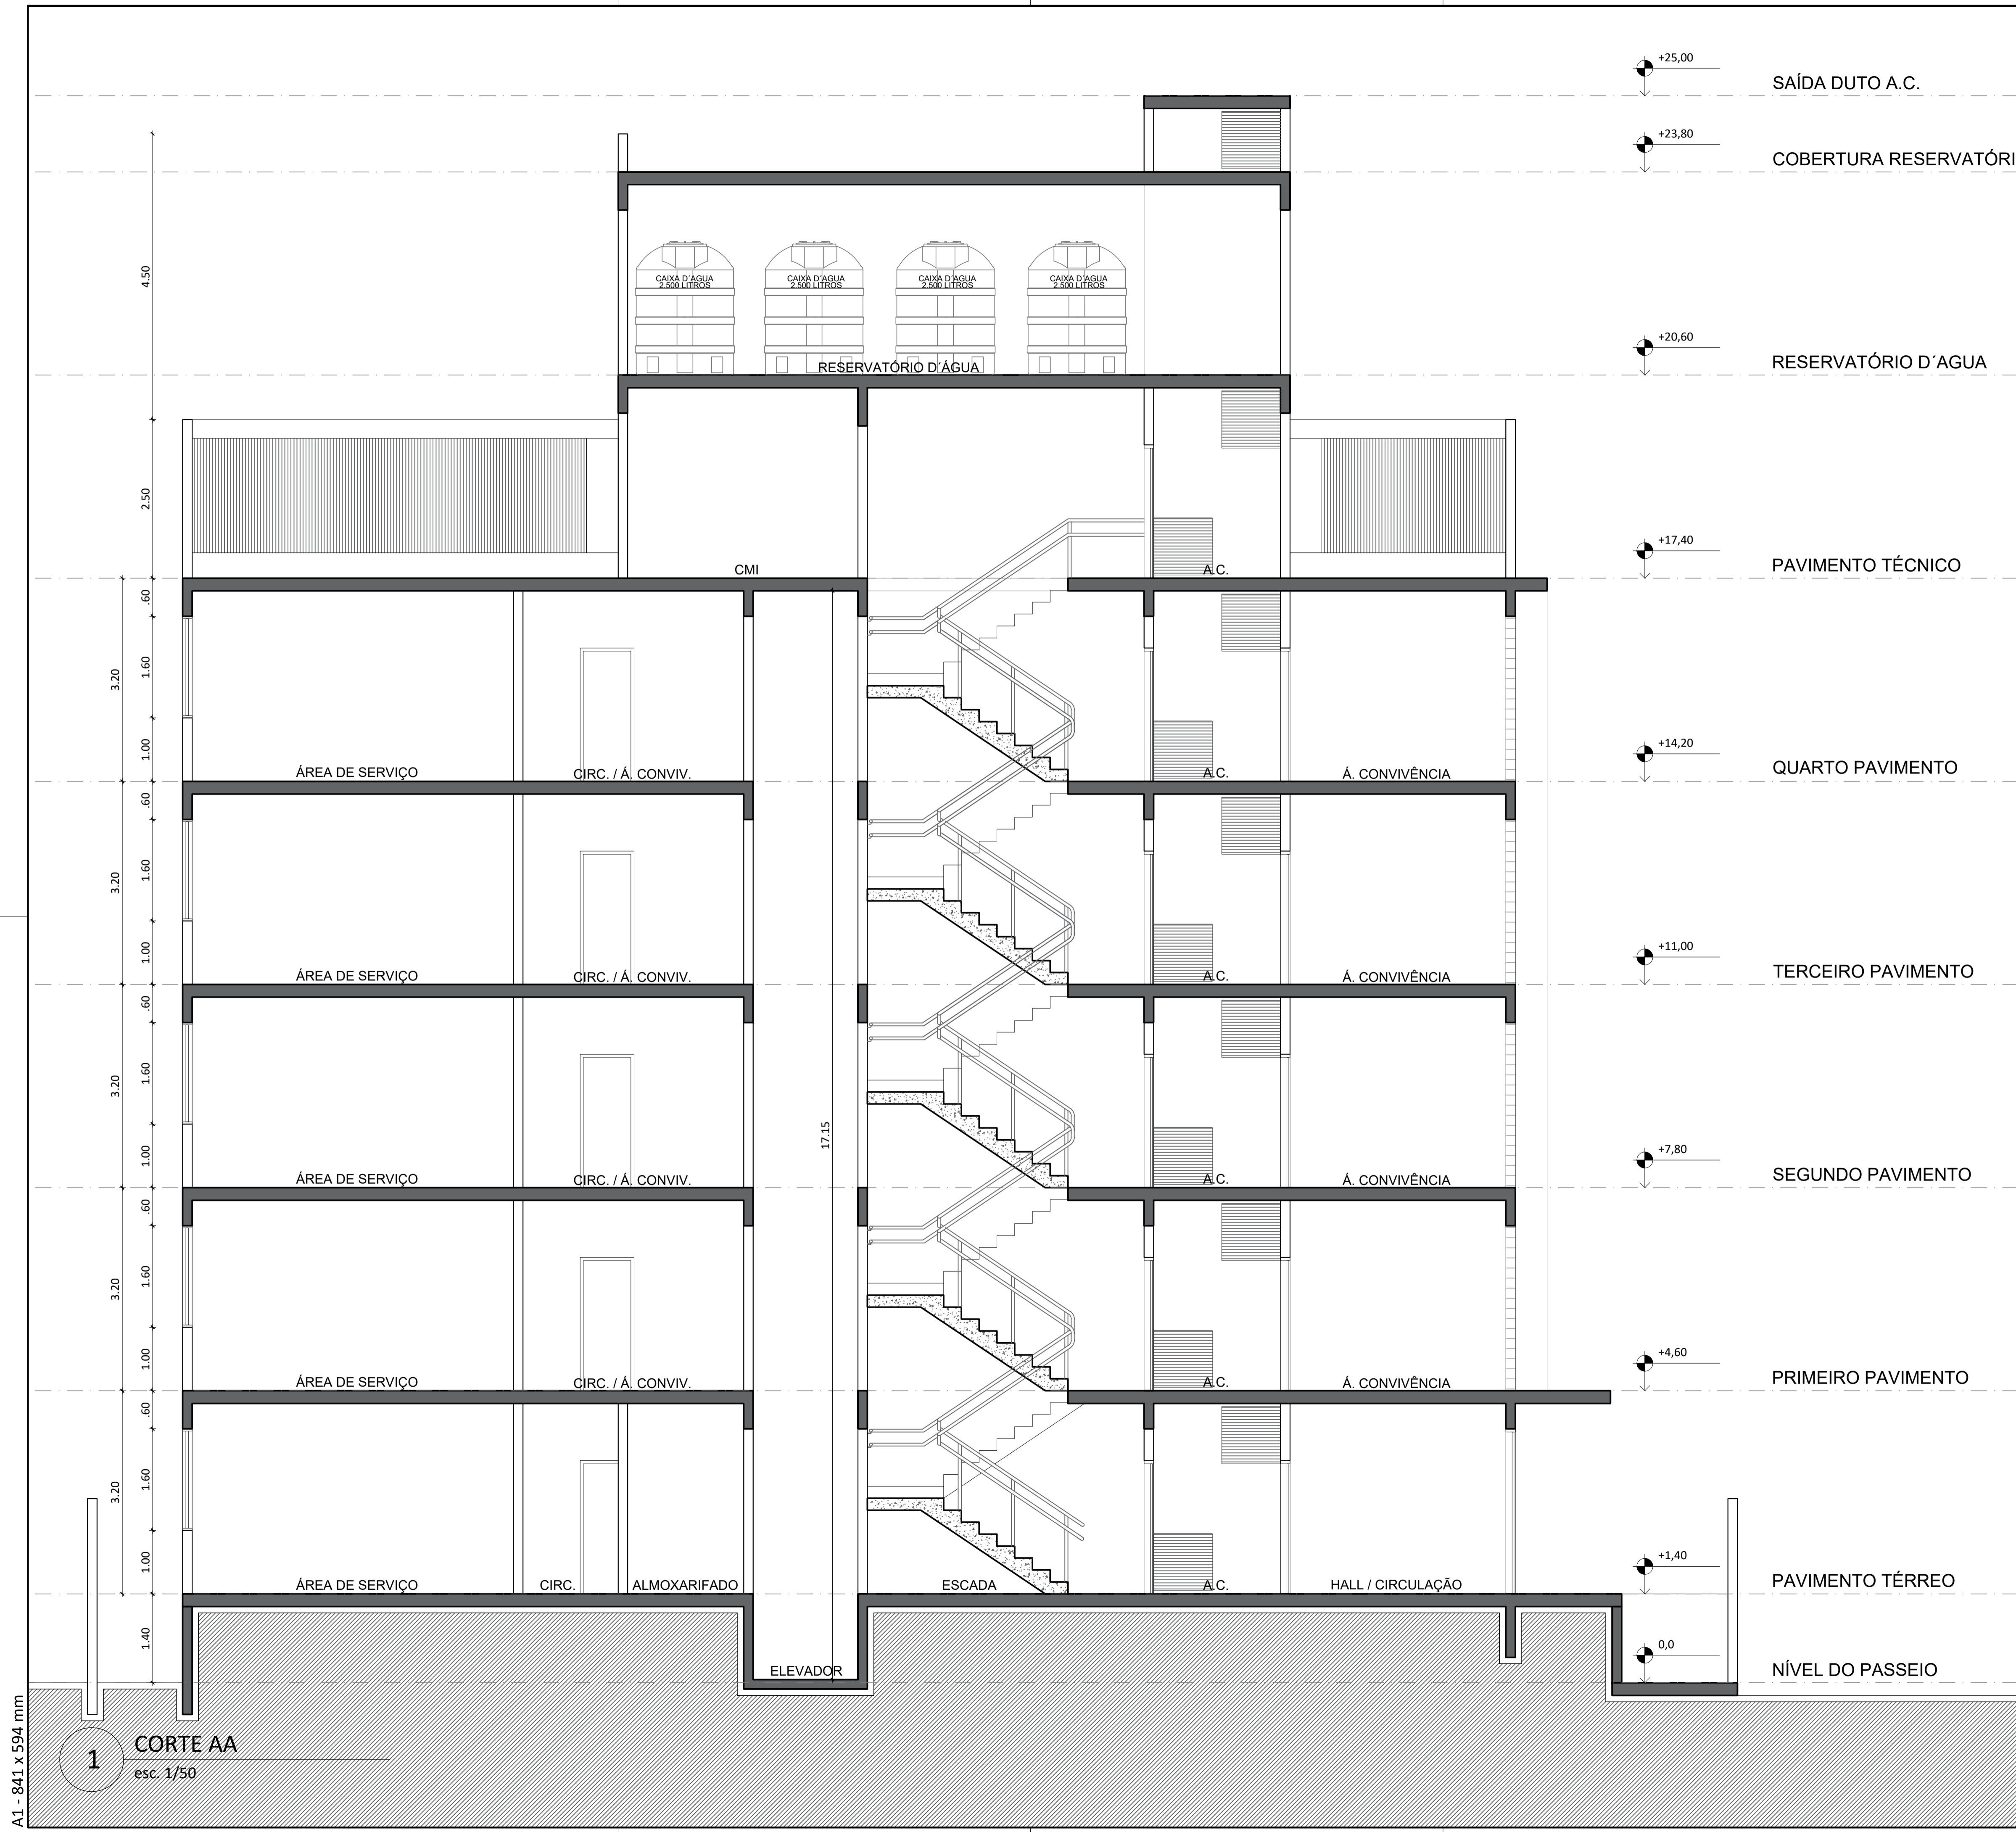 +25,00
SAÍDA DUTO A.C.
+23,80
COBERTURA RESERVATÓRI
4.50
CAIXA D´AGUA
2.500 LITROS
CAIXA D´AGUA
2.500 LITROS
CAIXA D´AGUA
2.500 LITROS
CAIXA D´AGUA
2.500 LITROS
+20,60
RESERVATÓRIO D´ÁGUA
RESERVATÓRIO D´AGUA
2.50
+17,40
CMI
A.C.
PAVIMENTO TÉCNICO
.60
1.60
3.20
1.00
+14,20
ÁREA DE SERVIÇO
CIRC. / Á. CONVIV.
A.C.
Á. CONVIVÊNCIA
QUARTO PAVIMENTO
.60
1.60
3.20
1.00
+11,00
ÁREA DE SERVIÇO
CIRC. / Á. CONVIV.
A.C.
Á. CONVIVÊNCIA
TERCEIRO PAVIMENTO
.60
1.60
3.20
17.15
1.00
+7,80
ÁREA DE SERVIÇO
CIRC. / Á. CONVIV.
A.C.
Á. CONVIVÊNCIA
SEGUNDO PAVIMENTO
.60
1.60
3.20
1.00
+4,60
ÁREA DE SERVIÇO
CIRC. / Á. CONVIV.
A.C.
Á. CONVIVÊNCIA
PRIMEIRO PAVIMENTO
.60
1.60
3.20
1.00
+1,40
ÁREA DE SERVIÇO
CIRC.
ALMOXARIFADO
ESCADA
A.C.
HALL / CIRCULAÇÃO
PAVIMENTO TÉRREO
1.40
0,0
ELEVADOR
NÍVEL DO PASSEIO
1
CORTE AA
esc. 1/50
A1 - 841 x 594 mm